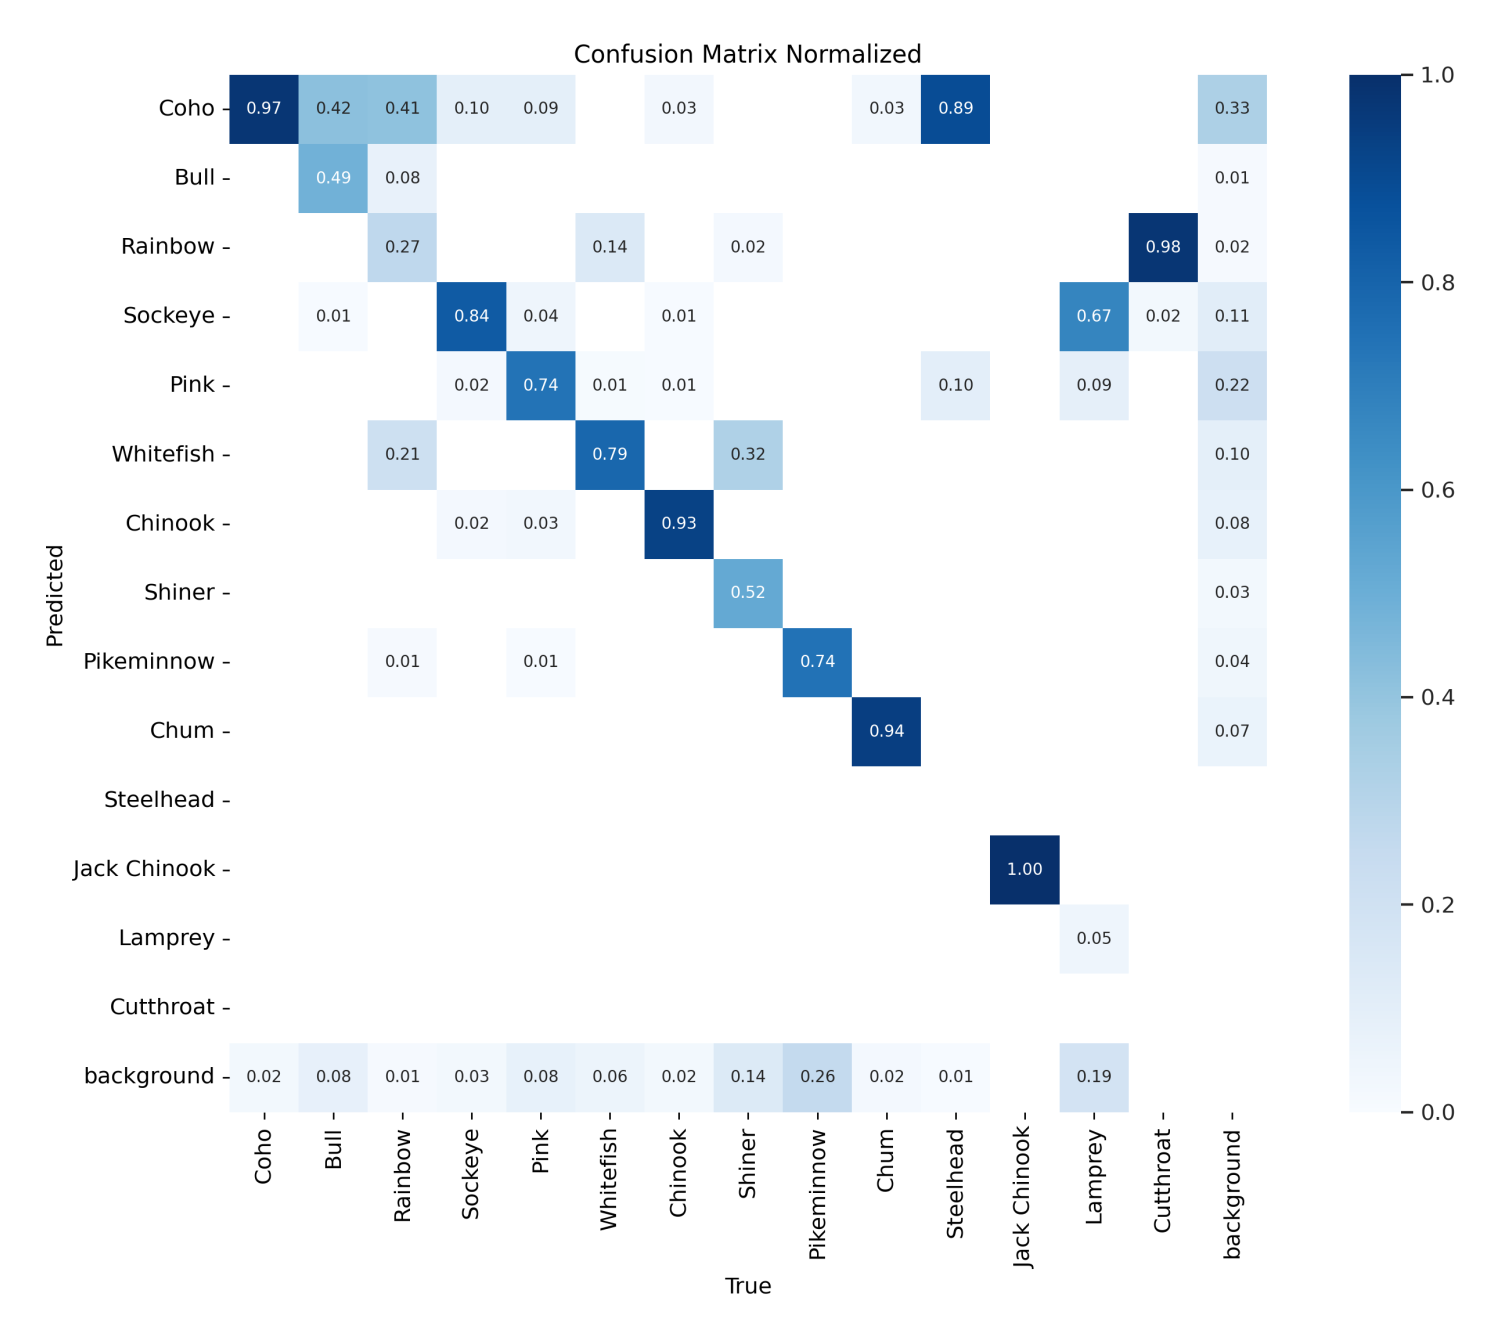 Confusion Matrix Normalized
Coho 0.97 0.42 0.41 0.10 0.09 0.03 0.03 0.89 0.33
Bull 0.49 0.08 0.01
Rainbow 0.27 0.14 0.02 0.98 0.02
Sockeye 0.01 0.84 0.04 0.01 0.67 0.02 0.11
Pink 0.02 0.74 0.01 0.01 0.10 0.09 0.22
Whitefish 0.21 0.79 0.32 0.10
Chinook 0.02 0.03 0.93 0.08
Shiner 0.52 0.03
Pikeminnow 0.01 0.01 0.74 0.04
Chum 0.94 0.07
Steelhead
Jack Chinook 1.00
Lamprey 0.05
Cutthroat
background 0.02 0.08 0.01 0.03 0.08 0.06 0.02 0.14 0.26 0.02 0.01 0.19
Predicted
Coho
Bull
Rainbow
Sockeye
Pink
Whitefish
Chinook
Shiner
Pikeminnow
Chum
Steelhead
Jack Chinook
Lamprey
Cutthroat
background
True
1.0
0.8
0.6
0.4
0.2
0.0